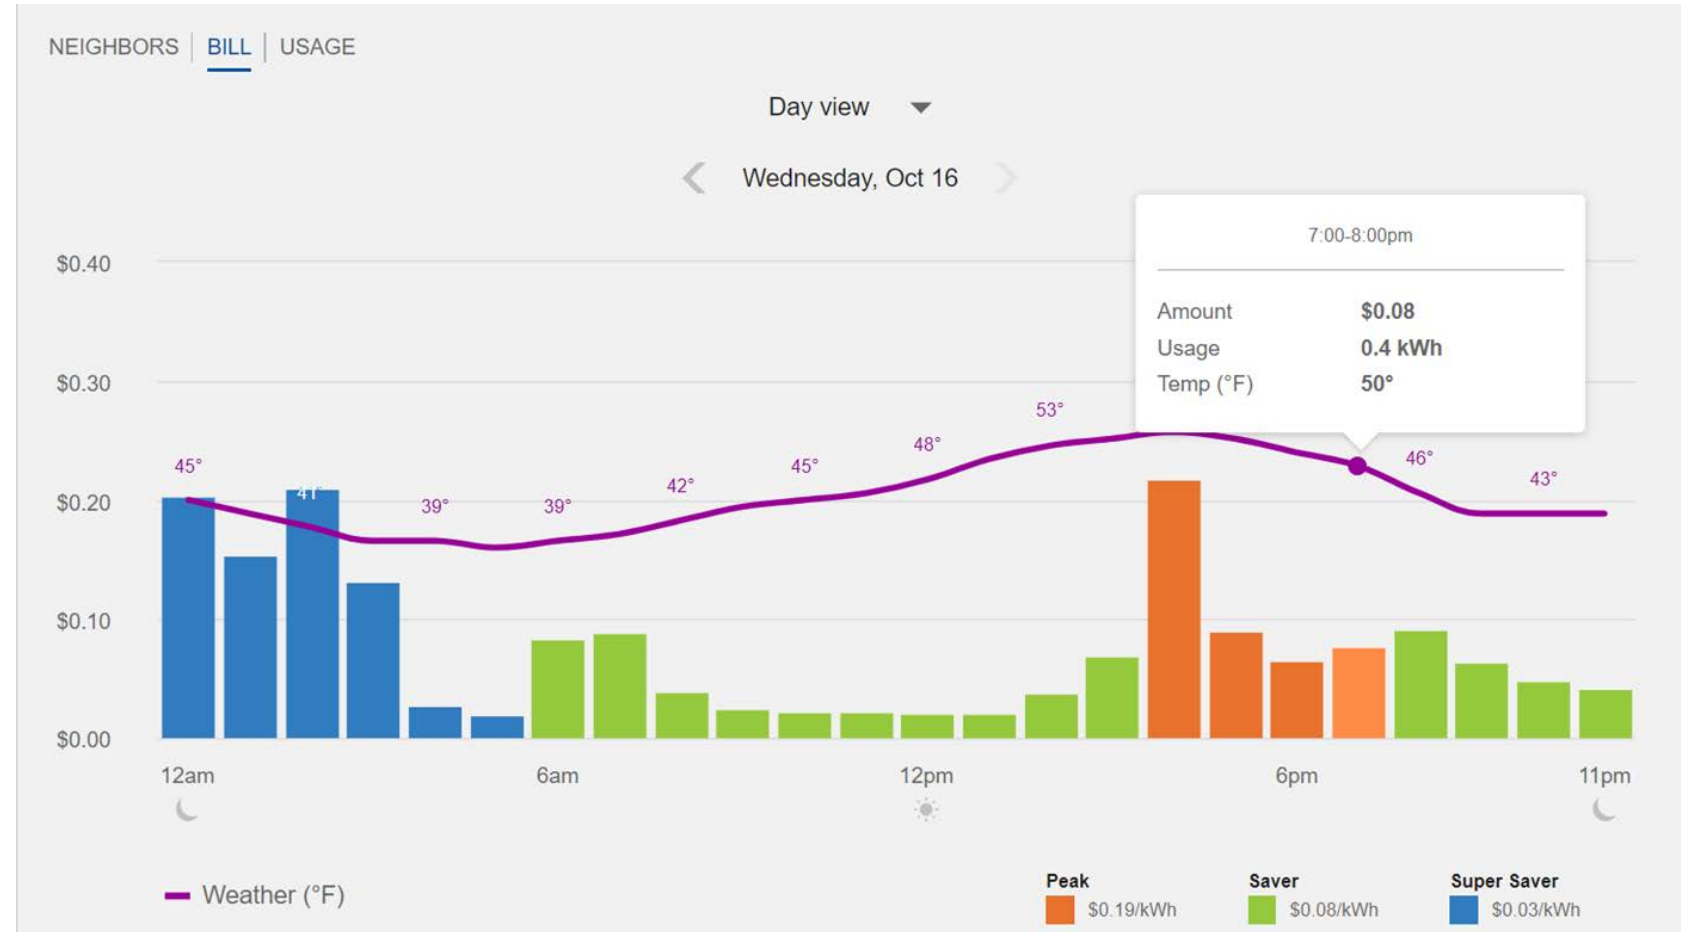 NEIGHBORS BILL USAGE
Day view
Wednesday, Oct 16
7:00-8:00pm
Amount $0.08
Usage 0.4 kWh
Temp (°F) 50°
$0.40
$0.30
$0.20
$0.10
$0.00
45° 41° 39° 39° 42° 45° 48° 53° 46° 43°
12am 6am 12pm 6pm 11pm
Weather (°F)
Peak Saver Super Saver
$0.19/kWh $0.08/kWh $0.03/kWh